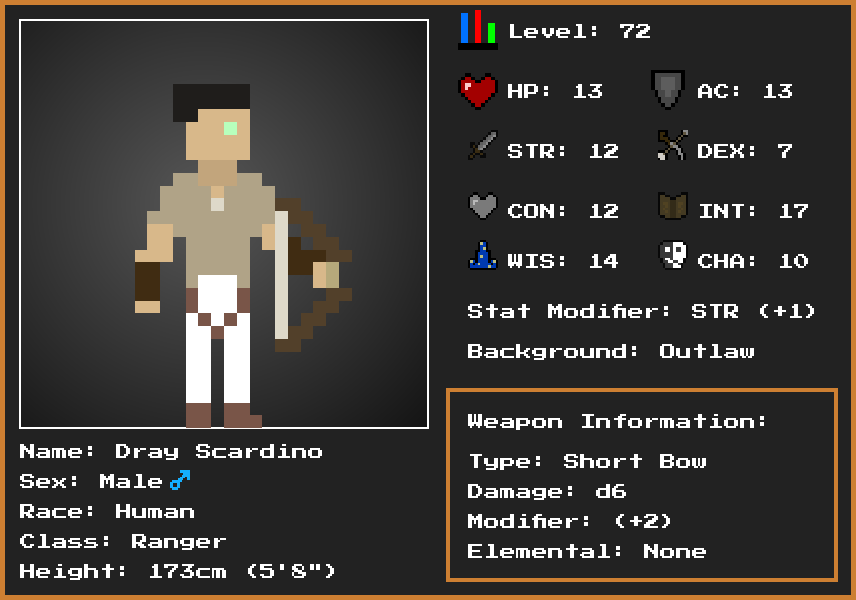 Level: 72
HP: 13 AC: 13
STR: 12 DEX: 7
CON: 12 INT: 17
WIS: 14 CHA: 10
Stat Modifier: STR (+1)
Background: Outlaw
Weapon Information:
Type: Short Bow
Damage: d6
Modifier: (+2)
Elemental: None
Name: Dray Scardino
Sex: Male♂
Race: Human
Class: Ranger
Height: 173cm (5'8")